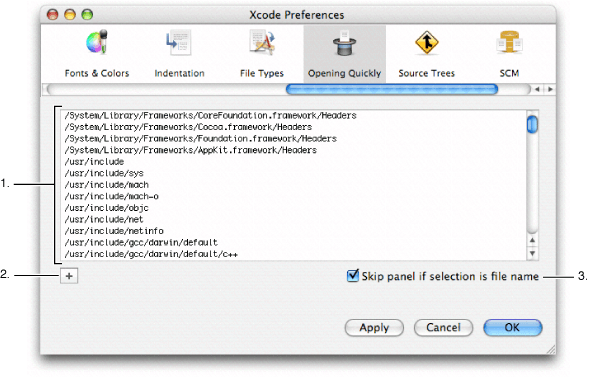 Xcode Preferences
Fonts & Colors Indentation File Types Opening Quickly Source Trees SCM
/System/Library/Frameworks/CoreFoundation.framework/Headers
/System/Library/Frameworks/Cocoa.framework/Headers
/System/Library/Frameworks/Foundation.framework/Headers
/System/Library/Frameworks/AppKit.framework/Headers
/usr/include
/usr/include/sys
1. /usr/include/mach
/usr/include/mach-o
/usr/include/objc
/usr/include/net
/usr/include/netinfo
/usr/include/gcc/darwin/default
/usr/include/gcc/darwin/default/c++
2. + Skip panel if selection is file name 3.
Apply Cancel OK